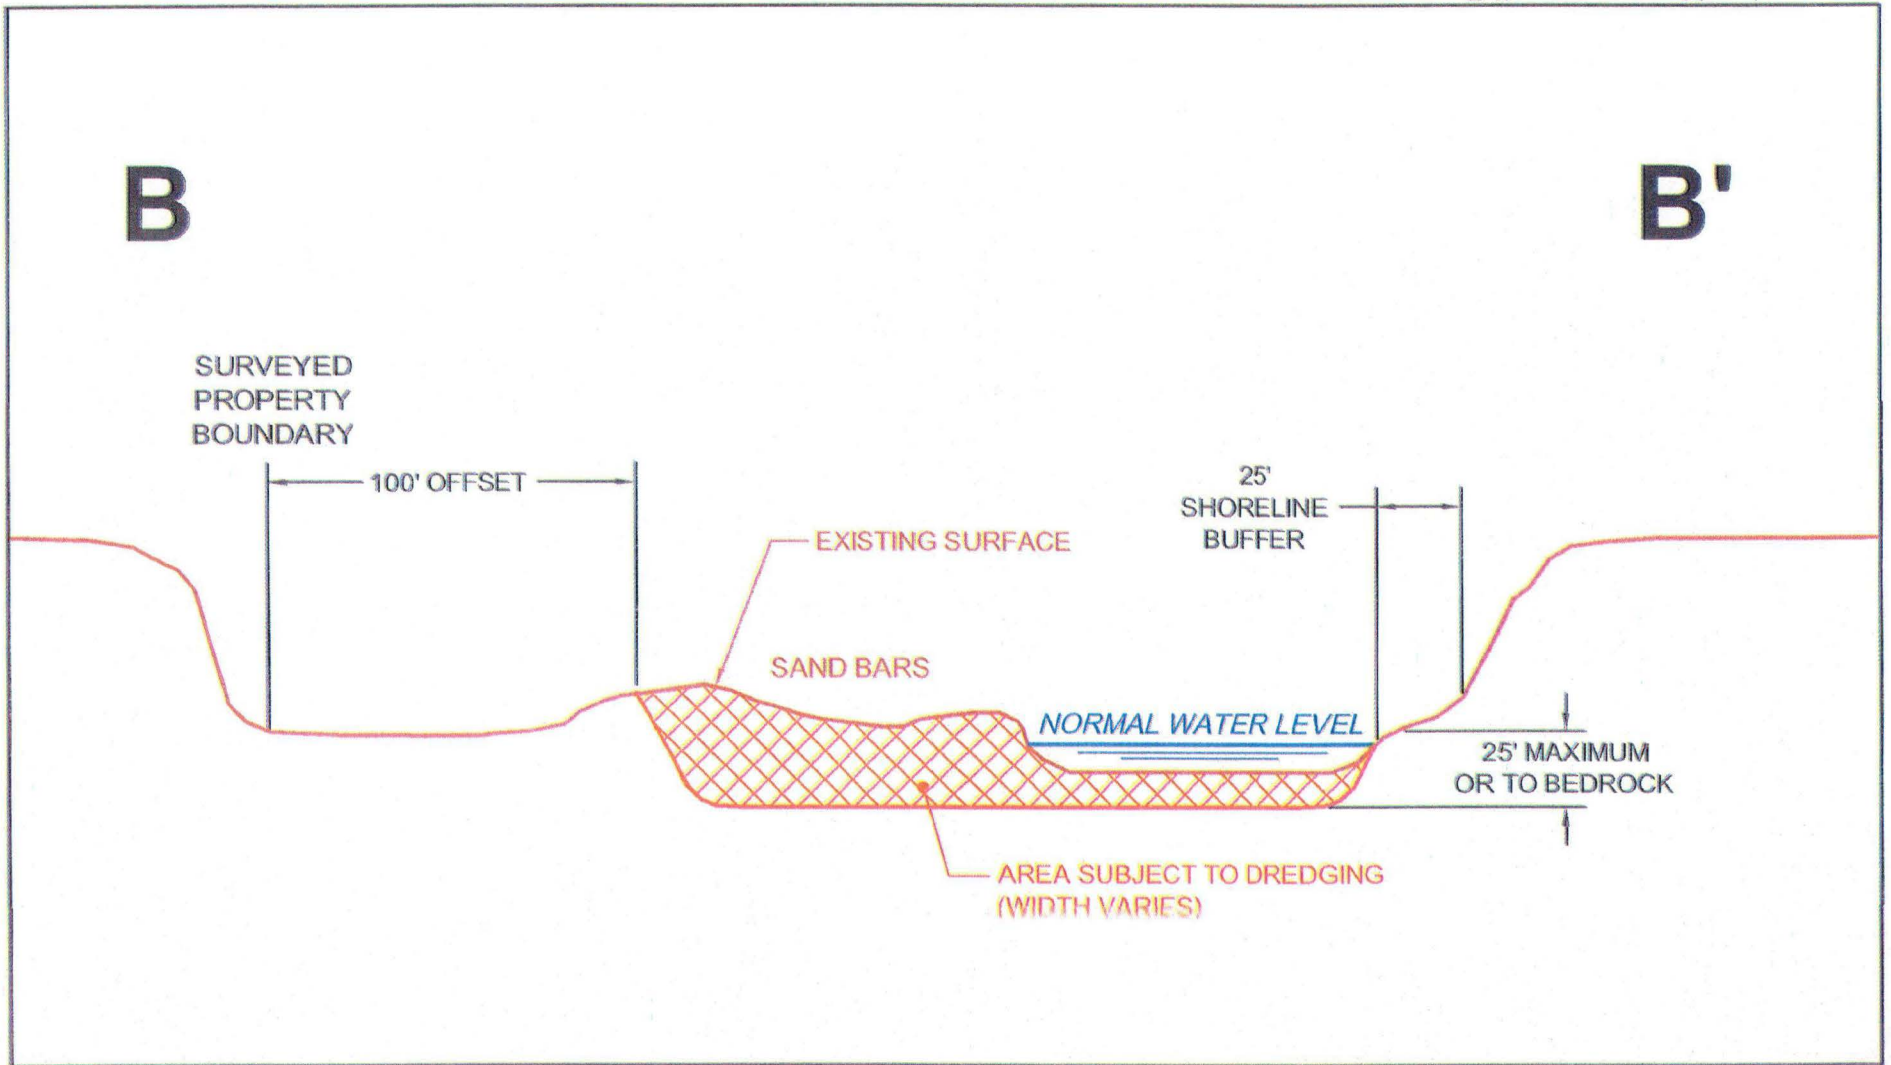 B
B'
SURVEYED
PROPERTY
BOUNDARY
100' OFFSET
25'
SHORELINE
BUFFER
EXISTING SURFACE
SAND BARS
NORMAL WATER LEVEL
25' MAXIMUM
OR TO BEDROCK
AREA SUBJECT TO DREDGING
(WIDTH VARIES)